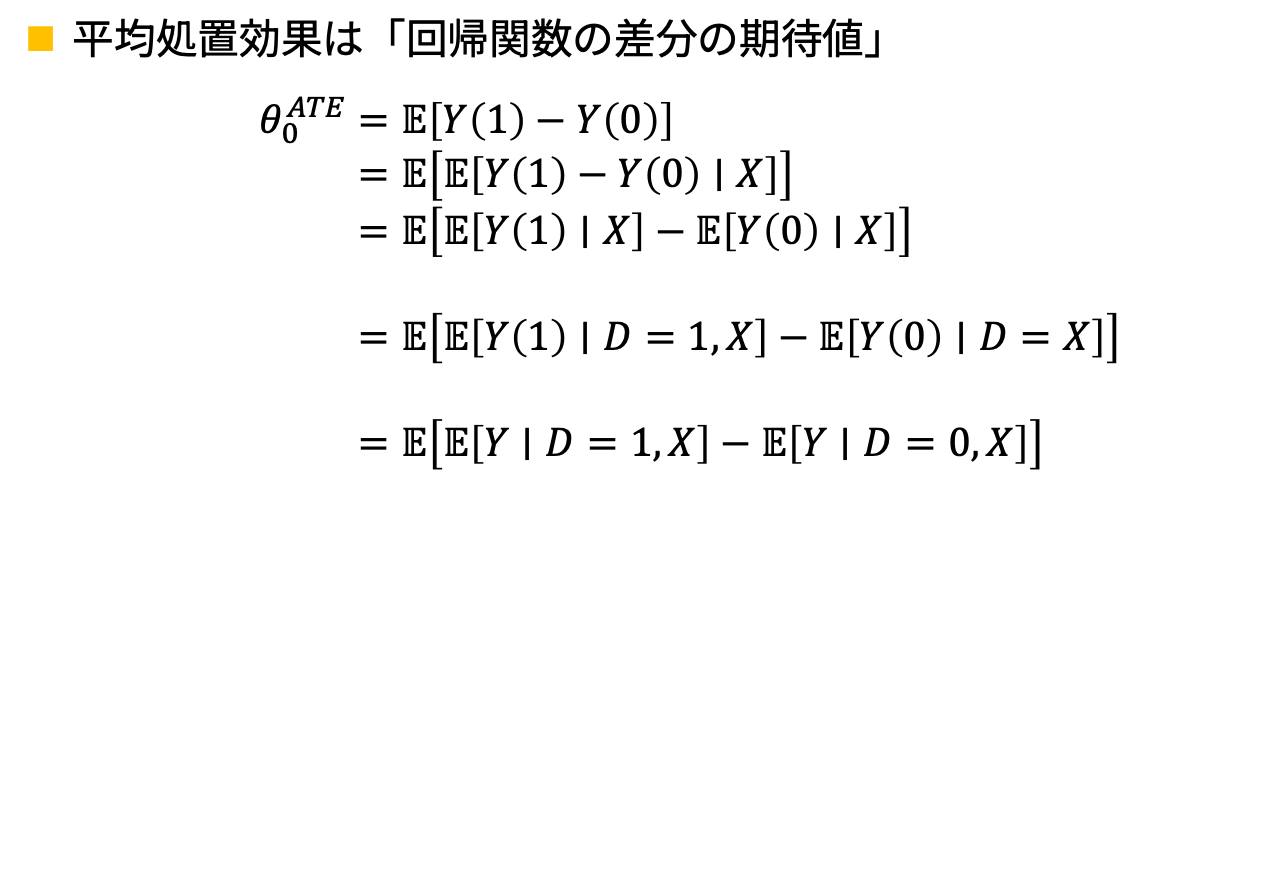 ■ 平均処置効果は「回帰関数の差分の期待値」
θ₀^ATE = 𝔼[Y(1) − Y(0)]
= 𝔼[𝔼[Y(1) − Y(0) | X]]
= 𝔼[𝔼[Y(1) | X] − 𝔼[Y(0) | X]]
= 𝔼[𝔼[Y(1) | D = 1, X] − 𝔼[Y(0) | D = X]]
= 𝔼[𝔼[Y | D = 1, X] − 𝔼[Y | D = 0, X]]